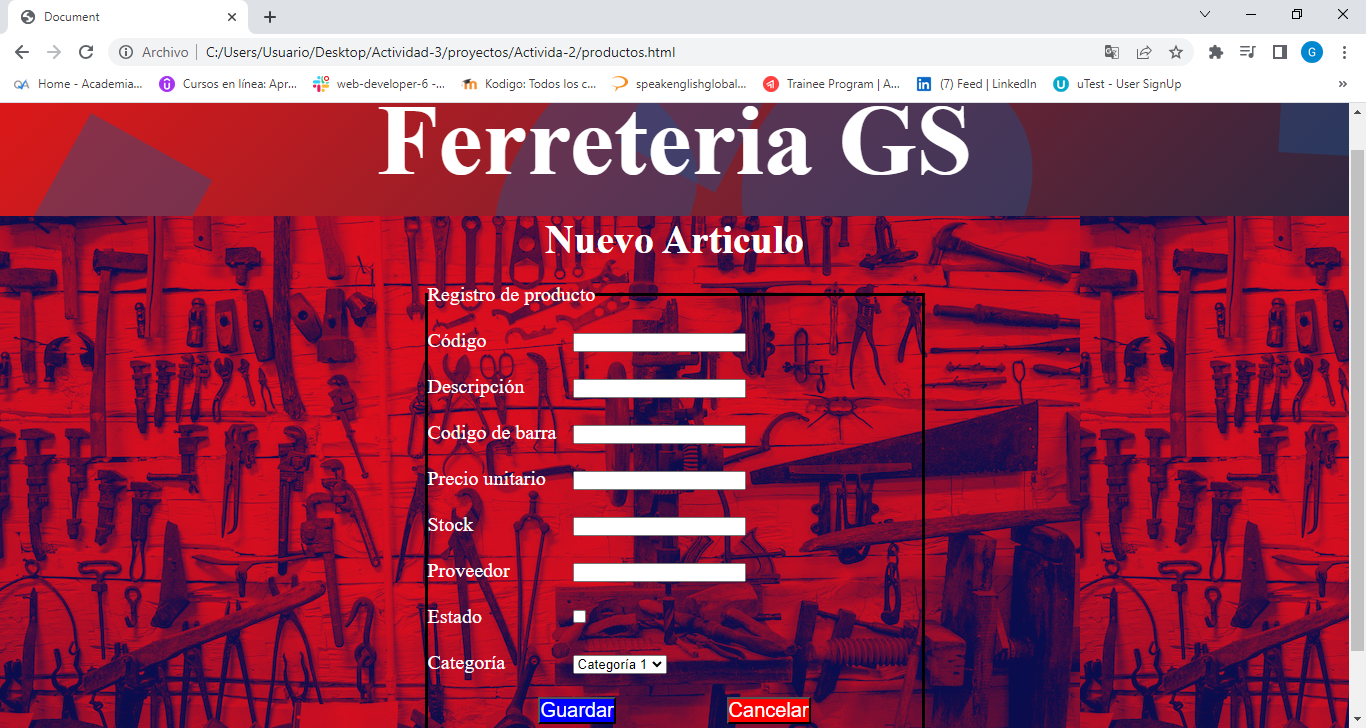 Document
Archivo C:/Users/Usuario/Desktop/Actividad-3/proyectos/Activida-2/productos.html
G
QA Home - Academia... Cursos en línea: Apr... web-developer-6 -... Kodigo: Todos los c... speakenglishglobal... Trainee Program | A... in (7) Feed | LinkedIn uTest - User SignUp »
Ferreteria GS
Nuevo Articulo
Registro de producto
Código
Descripción
Codigo de barra
Precio unitario
Stock
Proveedor
Estado
Categoría Categoría 1
Guardar Cancelar